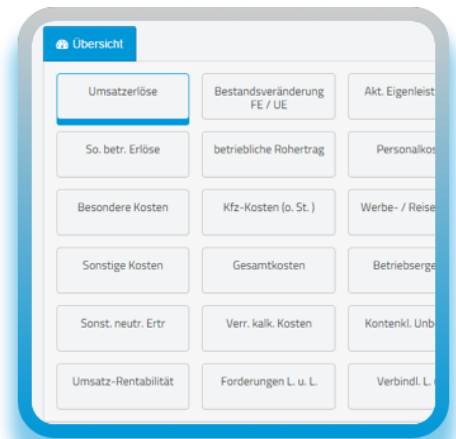 Übersicht
Umsatzerlöse
Bestandsveränderung
FE / UE
Akt. Eigenleist
So. betr. Erlöse
betriebliche Rohertrag
Personalkos
Besondere Kosten
Kfz-Kosten (o. St. )
Werbe- / Reise
Sonstige Kosten
Gesamtkosten
Betriebserge
Sonst. neutr. Ertr
Verr. kalk. Kosten
Kontenkl. Unb
Umsatz-Rentabilität
Forderungen L. u. L.
Verbindl. L.